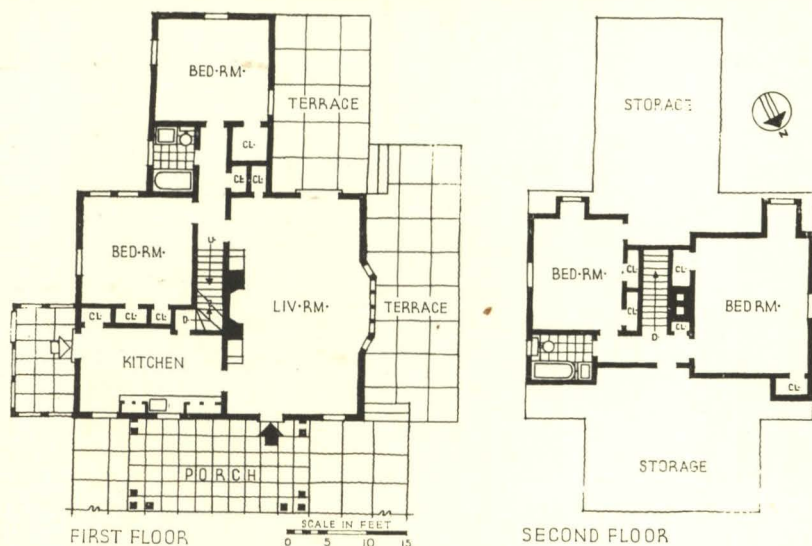 BED·RM·
TERRACE
CL·
CL·
CL·
U·
BED·RM·
LIV·RM·
TERRACE
CL·
CL·
CL·
D·
KITCHEN
PORCH
FIRST FLOOR
SCALE IN FEET
0 5 10 15
STORAGE
N
BED·RM·
CL·
CL·
CL·
BED RM·
CL·
D·
CL·
STORAGE
SECOND FLOOR